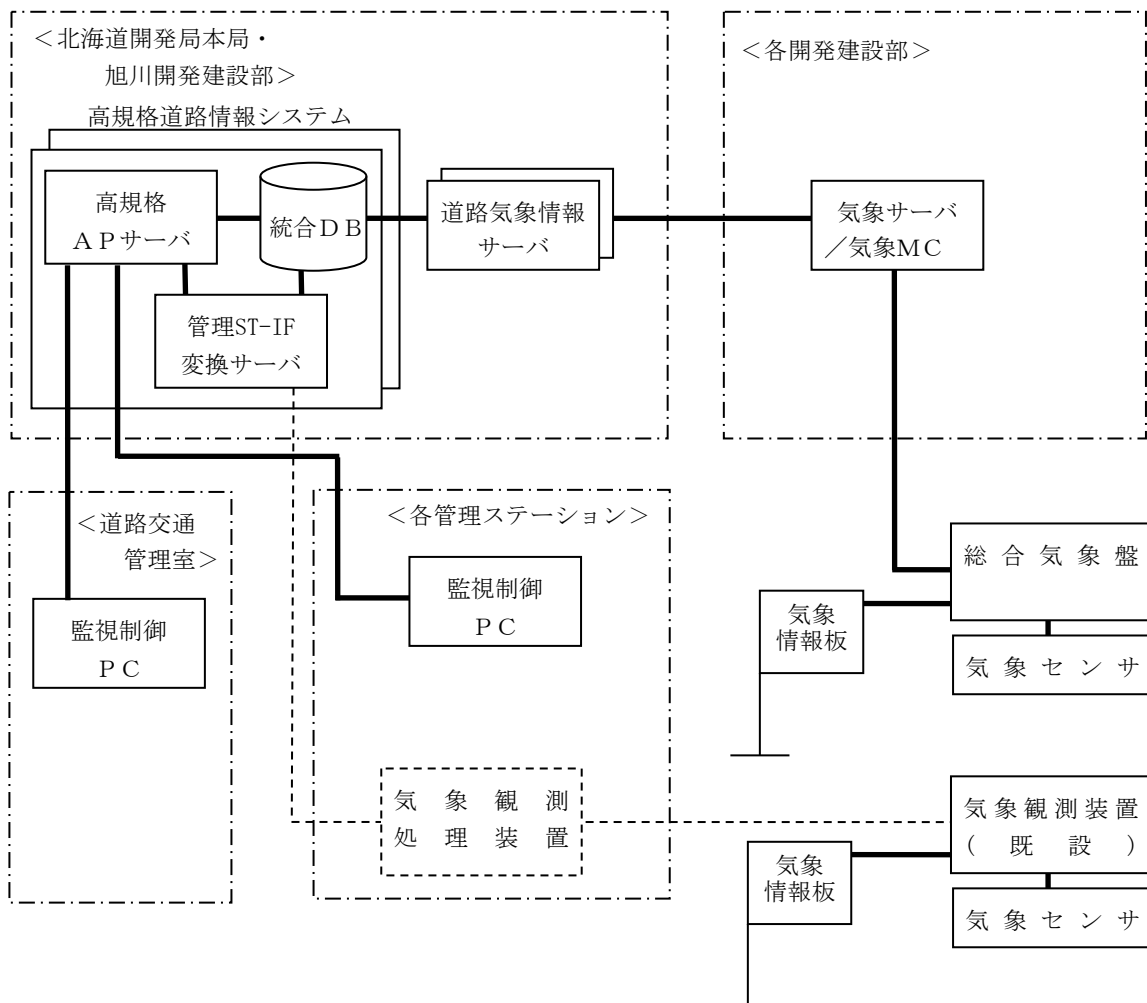 ＜北海道開発局本局・
旭川開発建設部＞
高規格道路情報システム
高規格
ＡＰサーバ
統合ＤＢ
管理ST-IF
変換サーバ
道路気象情報
サーバ
＜各開発建設部＞
気象サーバ
／気象MC
＜道路交通
管理室＞
監視制御
ＰＣ
＜各管理ステーション＞
監視制御
ＰＣ
気象観測
処理装置
総合気象盤
気象
情報板
気象センサ
気象観測装置
(既設)
気象
情報板
気象センサ